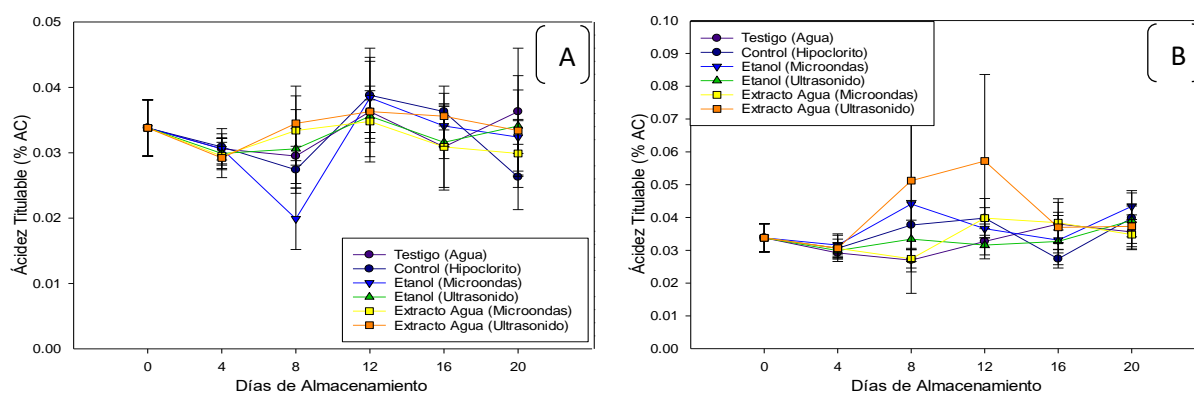 0.05
0.04
0.03
0.02
0.01
0.00
Ácidez Titulable (% AC)
A
Testigo (Agua)
Control (Hipoclorito)
Etanol (Microondas)
Etanol (Ultrasonido)
Extracto Agua (Microondas)
Extracto Agua (Ultrasonido)
0 4 8 12 16 20
Días de Almacenamiento
0.10
0.09
0.08
0.07
0.06
0.05
0.04
0.03
0.02
0.01
0.00
Ácidez Titulable (% AC)
Testigo (Agua)
Control (Hipoclorito)
Etanol (Microondas)
Etanol (Ultrasonido)
Extracto Agua (Microondas)
Extracto Agua (Ultrasonido)
B
0 4 8 12 16 20
Días de Almacenamiento